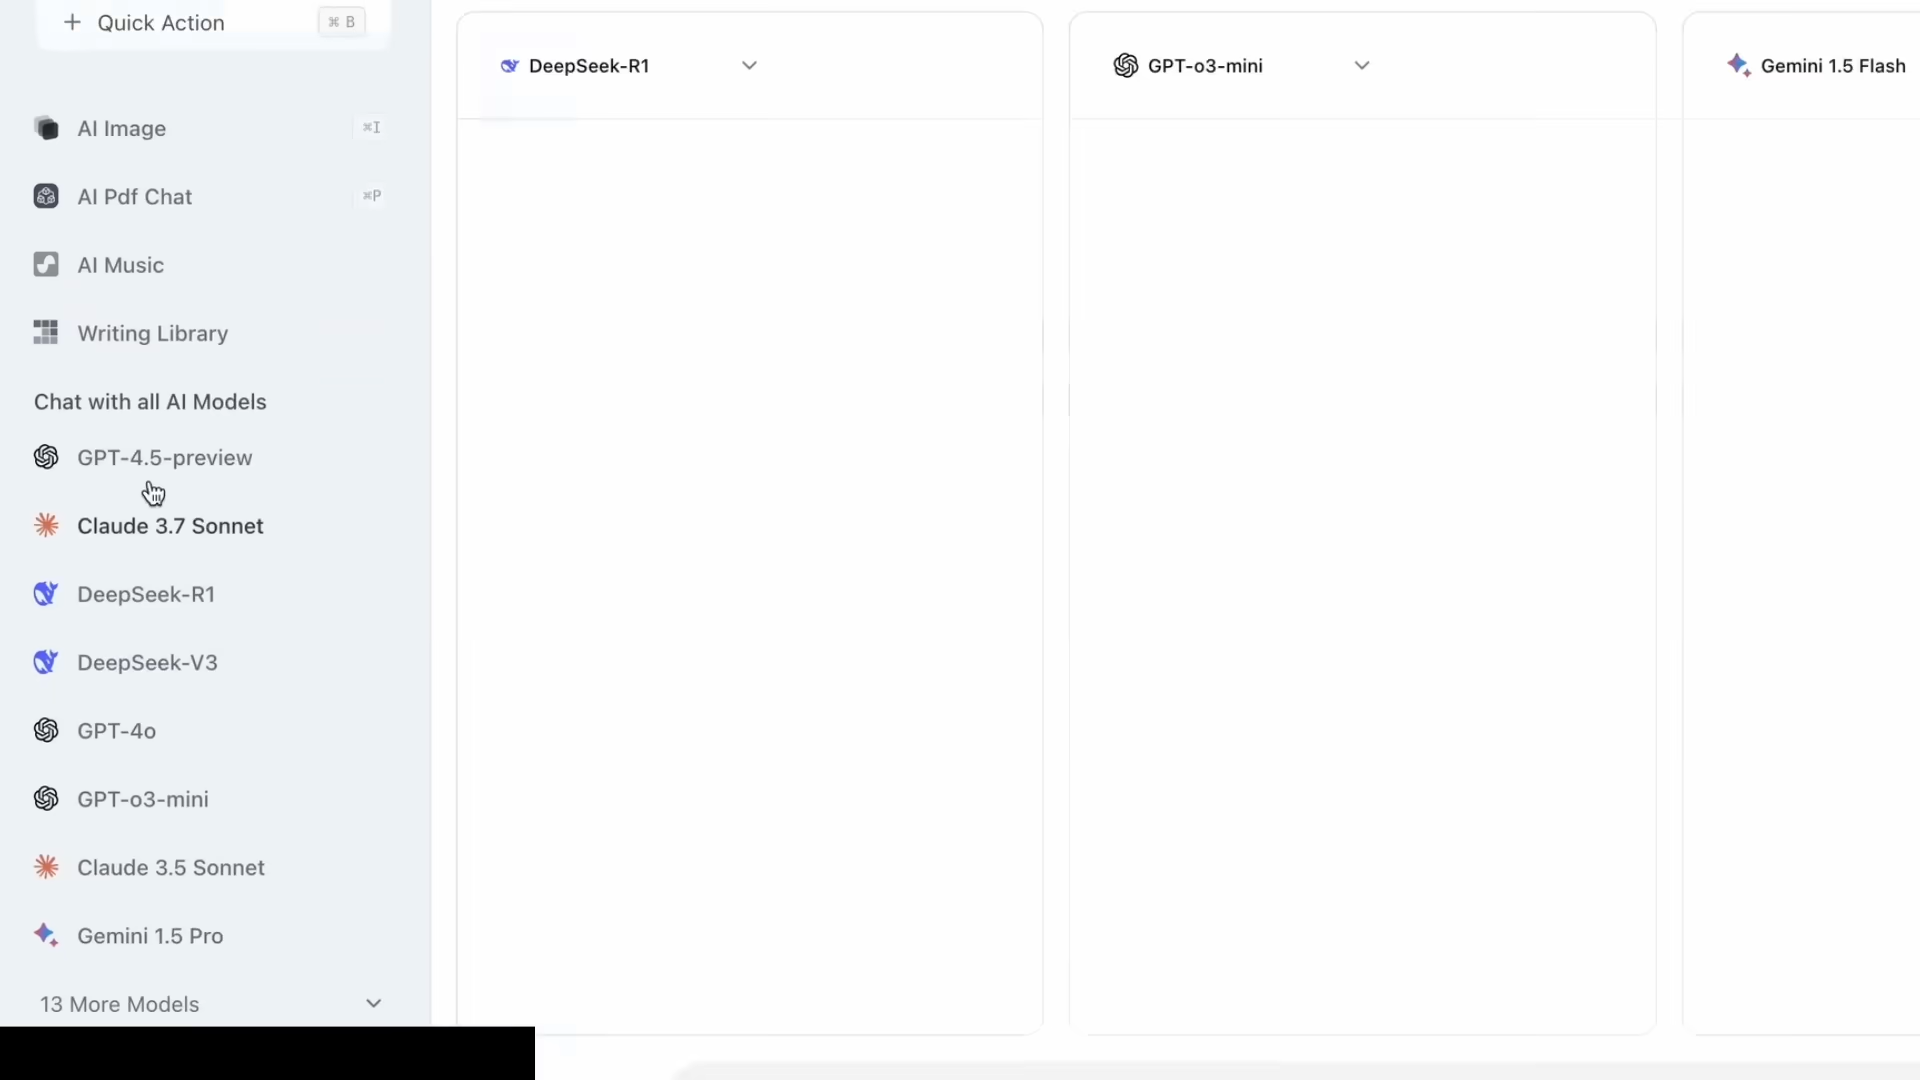 Quick Action
⌘ B
AI Image
⌘I
AI Pdf Chat
⌘P
AI Music
Writing Library
Chat with all AI Models
GPT-4.5-preview
Claude 3.7 Sonnet
DeepSeek-R1
DeepSeek-V3
GPT-4o
GPT-o3-mini
Claude 3.5 Sonnet
Gemini 1.5 Pro
13 More Models
DeepSeek-R1
GPT-o3-mini
Gemini 1.5 Flash